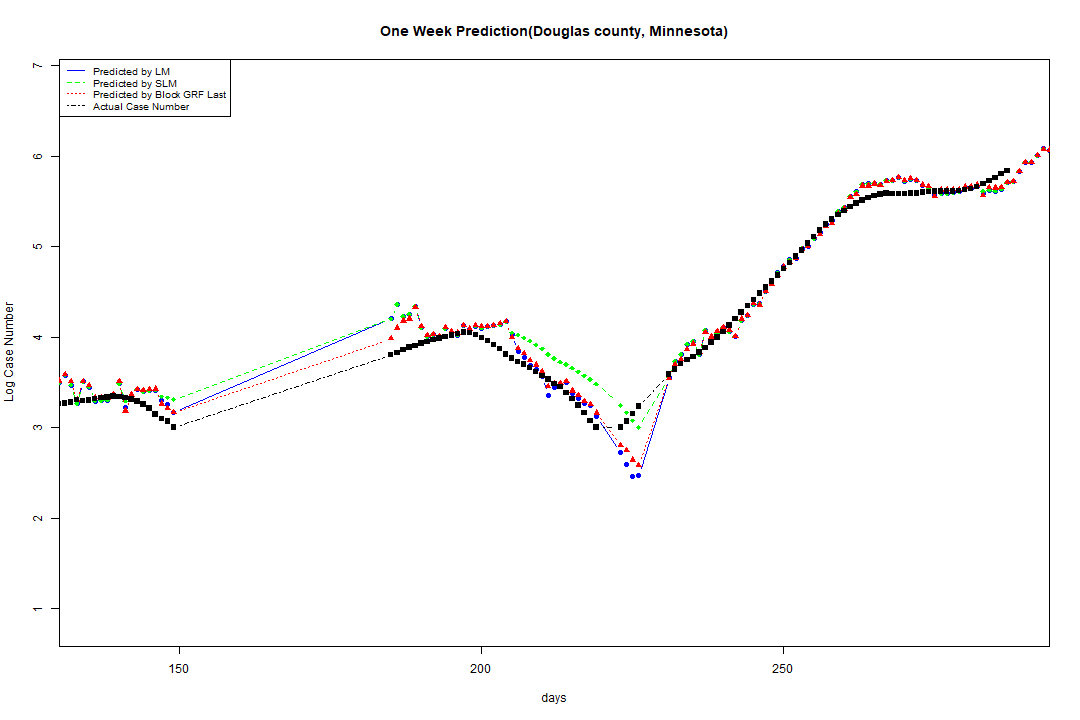 One Week Prediction(Douglas county, Minnesota)
Predicted by LM
Predicted by SLM
Predicted by Block GRF Last
Actual Case Number
7
6
5
4
3
2
1
Log Case Number
150
200
250
days